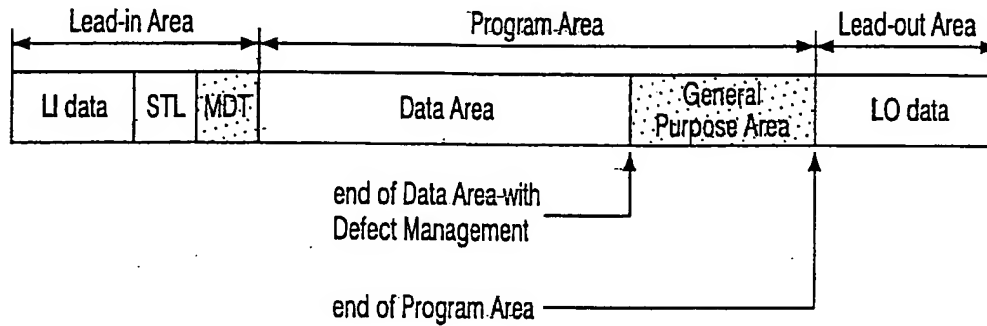 Lead-in Area
Program Area
Lead-out Area
LI data
STL
MDT
Data Area
General
Purpose Area
LO data
end of Data Area with
Defect Management
end of Program Area